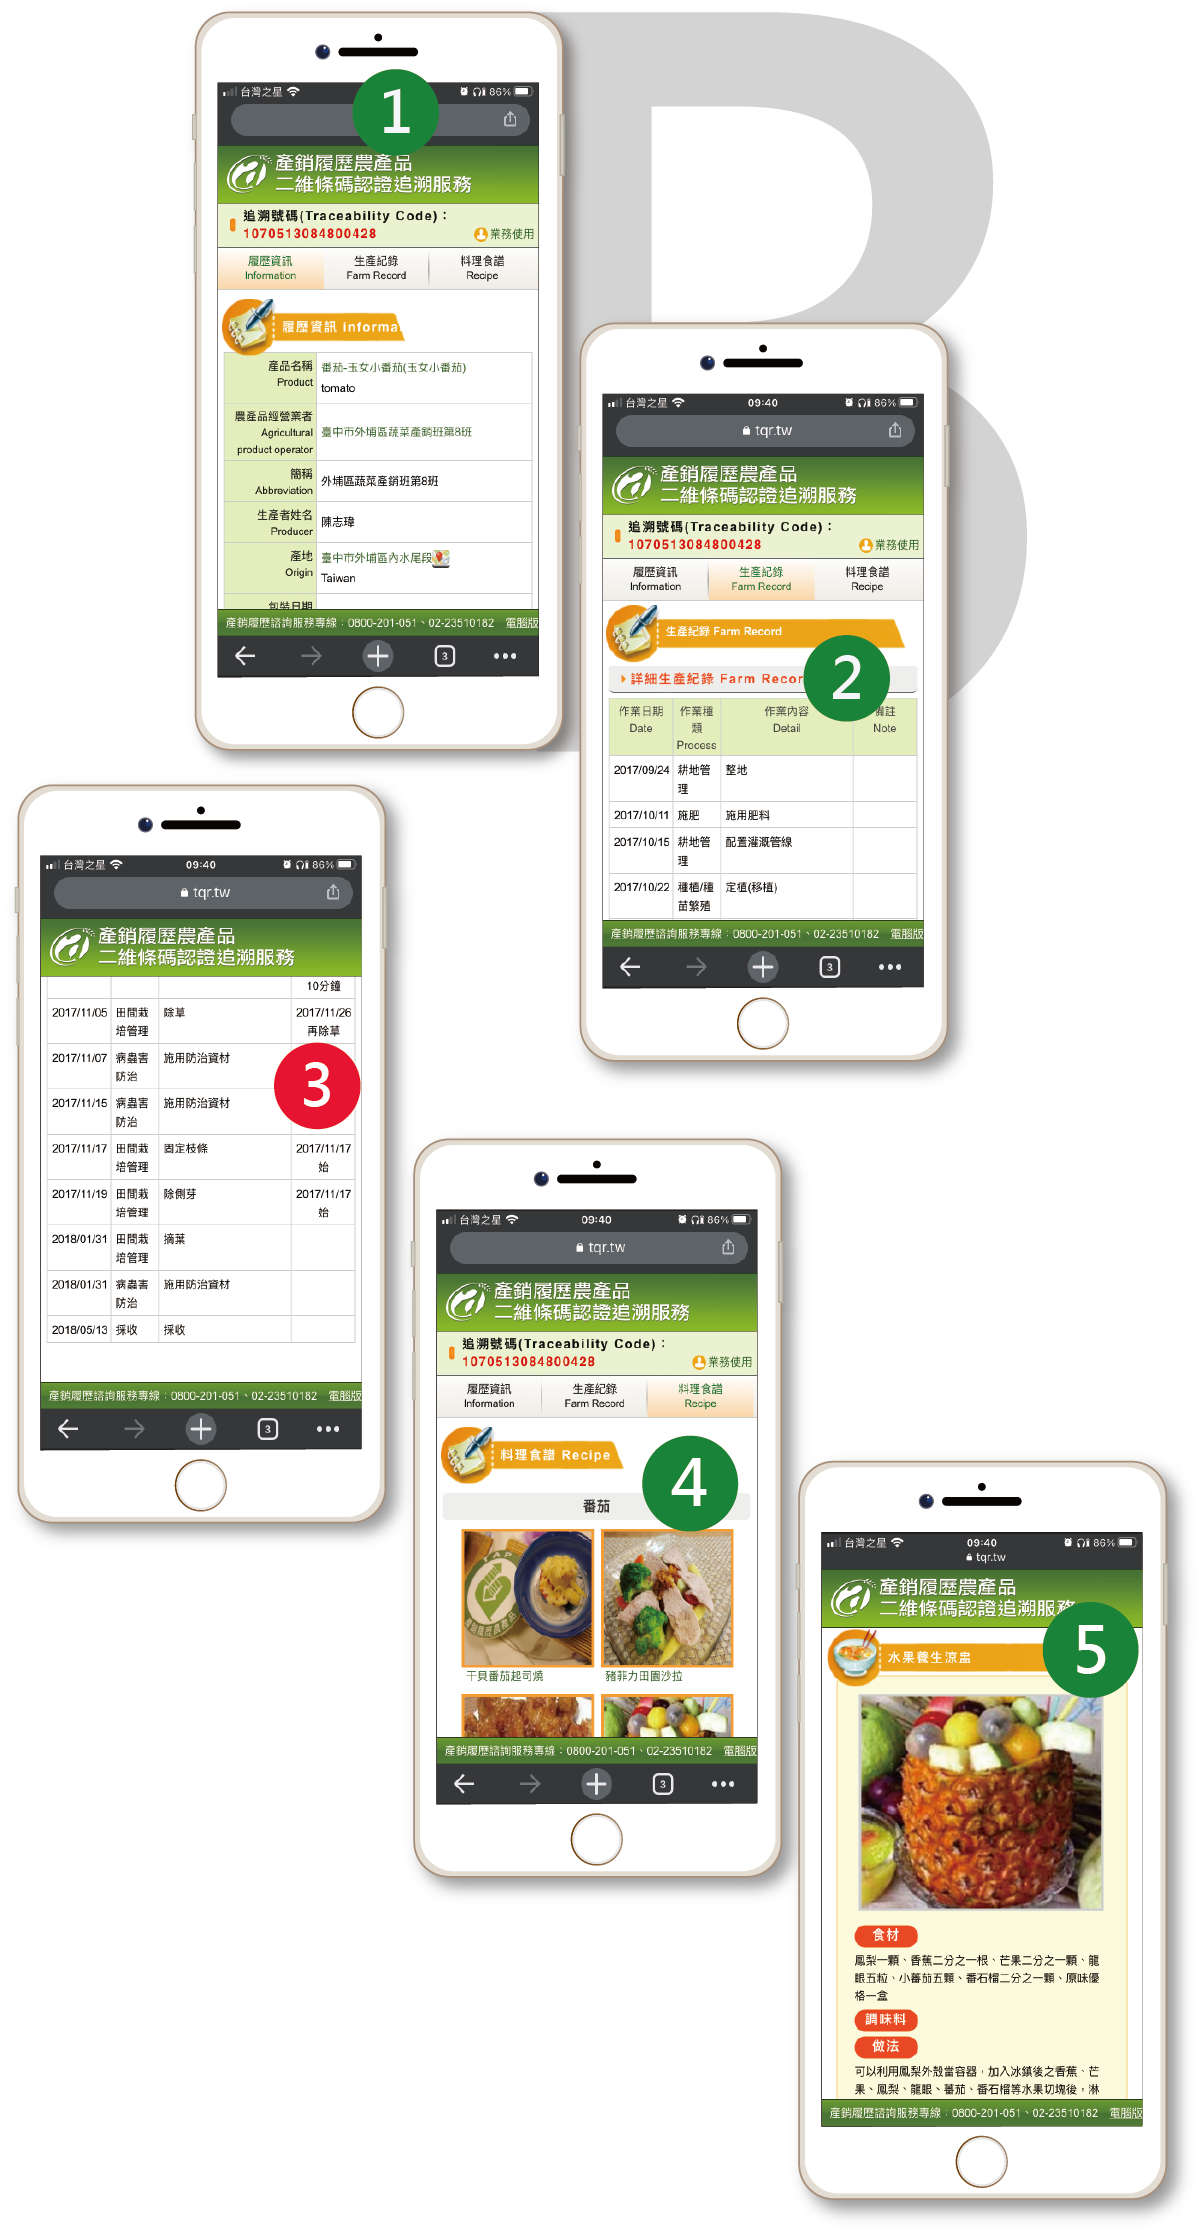 B
台灣之星 86%
1
產銷履歷農產品
二維條碼認證追溯服務
追溯號碼(Traceability Code)：
1070513084800428 業務使用
履歷資訊 生產紀錄 料理食譜
Information Farm Record Recipe
履歷資訊 Informa
產品名稱 番茄-玉女小番茄(玉女小番茄)
Product tomato
農產品經營業者
Agricultural 臺中市外埔區蔬菜產銷班第8班
product operator
簡稱 外埔區蔬菜產銷班第8班
Abbreviation
生產者姓名 陳志瑋
Producer
產地 臺中市外埔區內水尾段
Origin Taiwan
包裝日期
產銷履歷諮詢服務專線：0800-201-051、02-23510182 電腦版
3
台灣之星 09:40 86%
tqr.tw
產銷履歷農產品
二維條碼認證追溯服務
追溯號碼(Traceability Code)：
1070513084800428 業務使用
履歷資訊 生產紀錄 料理食譜
Information Farm Record Recipe
生產紀錄 Farm Record
詳細生產紀錄 Farm Recor
2
作業日期 作業種類 作業內容 備註
Date Process Detail Note
2017/09/24 耕地管理 整地
2017/10/11 施肥 施用肥料
2017/10/15 耕地管理 配置灌溉管線
2017/10/22 種植/種苗繁殖 定植(移植)
產銷履歷諮詢服務專線：0800-201-051、02-23510182 電腦版
3
台灣之星 09:40 86%
tqr.tw
產銷履歷農產品
二維條碼認證追溯服務
10分鐘
2017/11/05 田間栽培管理 除草 2017/11/26再除草
2017/11/07 病蟲害防治 施用防治資材
3
2017/11/15 病蟲害防治 施用防治資材
2017/11/17 田間栽培管理 固定枝條 2017/11/17始
2017/11/19 田間栽培管理 除側芽 2017/11/17始
2018/01/31 田間栽培管理 摘葉
2018/01/31 病蟲害防治 施用防治資材
2018/05/13 採收 採收
產銷履歷諮詢服務專線：0800-201-051、02-23510182 電腦版
3
台灣之星 09:40 86%
tqr.tw
產銷履歷農產品
二維條碼認證追溯服務
追溯號碼(Traceability Code)：
1070513084800428 業務使用
履歷資訊 生產紀錄 料理食譜
Information Farm Record Recipe
料理食譜 Recipe
4
番茄
TAP
產銷履歷農產品
干貝番茄起司燒 豬菲力田園沙拉
產銷履歷諮詢服務專線：0800-201-051、02-23510182 電腦版
3
台灣之星 09:40 86%
tqr.tw
產銷履歷農產品
二維條碼認證追溯服務
5
水果養生涼盅
食材
鳳梨一顆、香蕉二分之一根、芒果二分之一顆、龍
眼五粒、小蕃茄五顆、番石榴二分之一顆、原味優
格一盒
調味料
做法
可以利用鳳梨外殼當容器，加入冰鎮後之香蕉、芒
果、鳳梨、龍眼、蕃茄、番石榴等水果切塊後，淋
產銷履歷諮詢服務專線：0800-201-051、02-23510182 電腦版